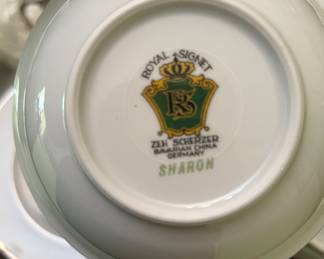 ROYAL SIGNET
RS
ZEH SCHERZER
BAVARIAN CHINA
GERMANY
SHARON